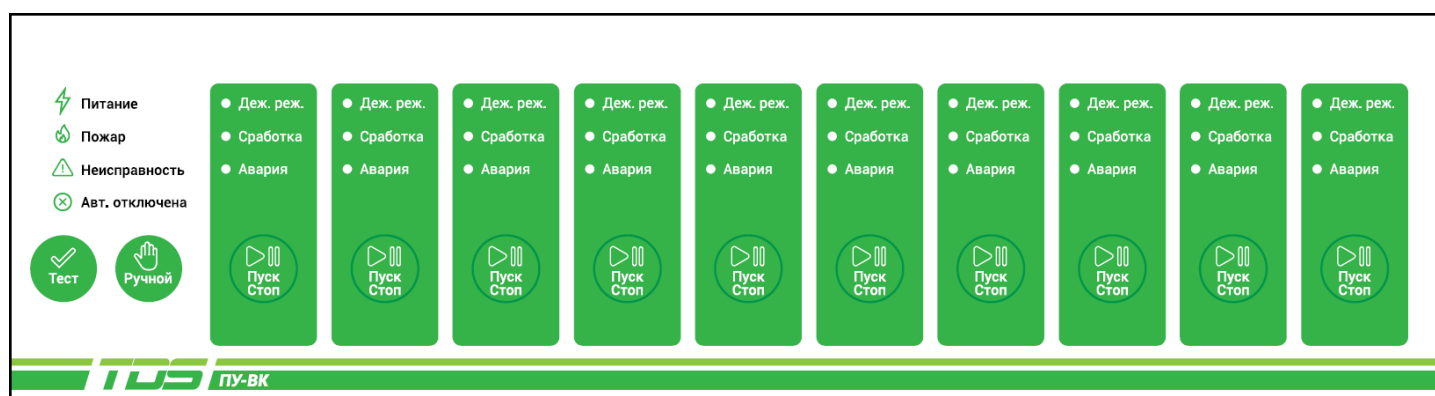 Питание
Пожар
Неисправность
Авт. отключена
Тест
Ручной
Деж. реж.
Сработка
Авария
Пуск
Стоп
Деж. реж.
Сработка
Авария
Пуск
Стоп
Деж. реж.
Сработка
Авария
Пуск
Стоп
Деж. реж.
Сработка
Авария
Пуск
Стоп
Деж. реж.
Сработка
Авария
Пуск
Стоп
Деж. реж.
Сработка
Авария
Пуск
Стоп
Деж. реж.
Сработка
Авария
Пуск
Стоп
Деж. реж.
Сработка
Авария
Пуск
Стоп
Деж. реж.
Сработка
Авария
Пуск
Стоп
Деж. реж.
Сработка
Авария
Пуск
Стоп
TDS ПУ-ВК